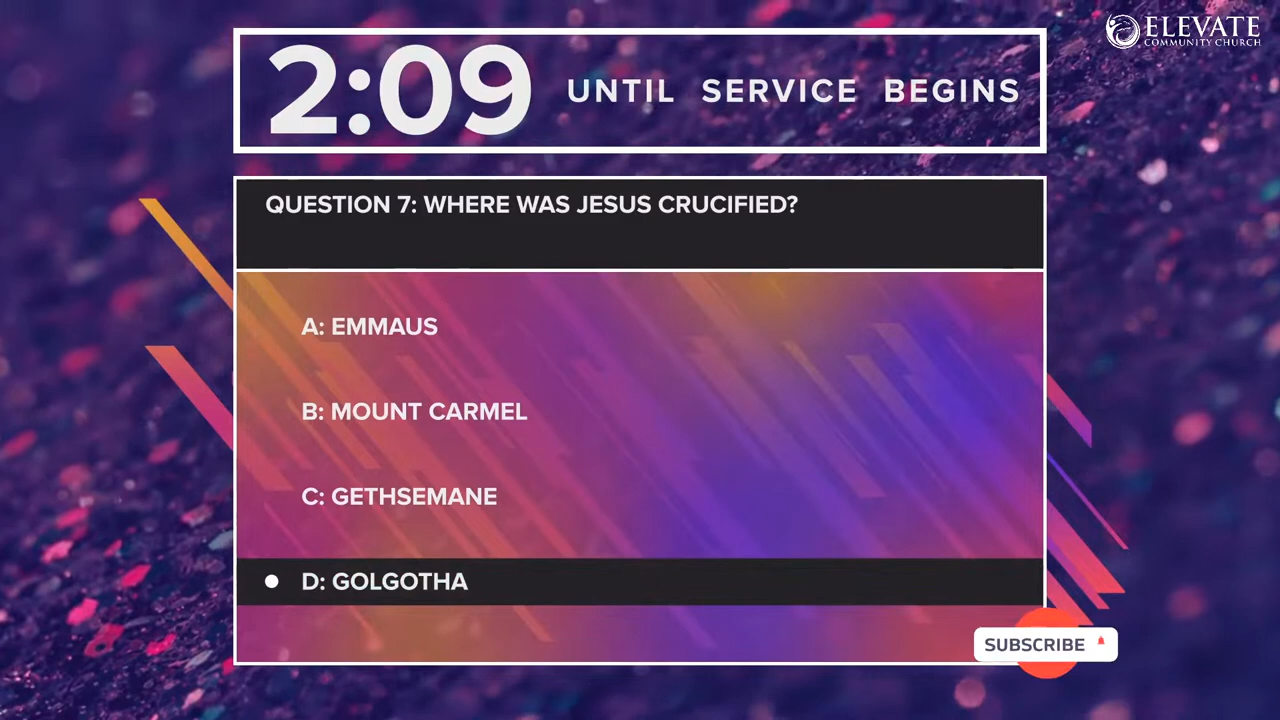 ELEVATE
COMMUNITY CHURCH
2:09 UNTIL SERVICE BEGINS
QUESTION 7: WHERE WAS JESUS CRUCIFIED?
A: EMMAUS
B: MOUNT CARMEL
C: GETHSEMANE
D: GOLGOTHA
SUBSCRIBE